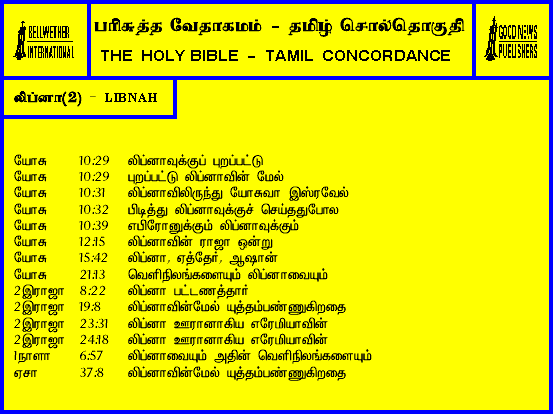 BELLWETHER
INTERNATIONAL
பரிசுத்த வேதாகமம் - தமிழ் சொல்தொகுதி
THE HOLY BIBLE - TAMIL CONCORDANCE
GOOD NEWS
PUBLISHERS
லிப்னா(2) - LIBNAH
யோசு 10:29 லிப்னாவுக்குப் புறப்பட்டு
யோசு 10:29 புறப்பட்டு லிப்னாவின் மேல்
யோசு 10:31 லிப்னாவிலிருந்து யோசுவா இஸ்ரவேல்
யோசு 10:32 பிடித்து லிப்னாவுக்குச் செய்ததுபோல
யோசு 10:39 எபிரோனுக்கும் லிப்னாவுக்கும்
யோசு 12:15 லிப்னாவின் ராஜா ஒன்று
யோசு 15:42 லிப்னா, ஏத்தேர், ஆஷான்
யோசு 21:13 வெளிநிலங்களையும் லிப்னாவையும்
2இராஜா 8:22 லிப்னா பட்டணத்தார்
2இராஜா 19:8 லிப்னாவின்மேல் யுத்தம்பண்ணுகிறதை
2இராஜா 23:31 லிப்னா ஊரானாகிய எரேமியாவின்
2இராஜா 24:18 லிப்னா ஊரானாகிய எரேமியாவின்
1நாளா 6:57 லிப்னாவையும் அதின் வெளிநிலங்களையும்
ஏசா 37:8 லிப்னாவின்மேல் யுத்தம்பண்ணுகிறதை